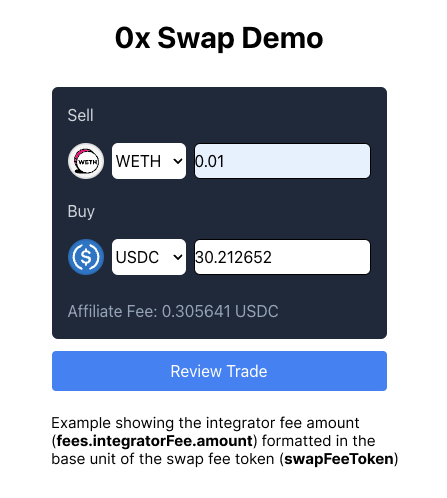 0x Swap Demo
Sell
WETH WETH 0.01
Buy
$ USDC 30.212652
Affiliate Fee: 0.305641 USDC
Review Trade
Example showing the integrator fee amount
(fees.integratorFee.amount) formatted in the
base unit of the swap fee token (swapFeeToken)